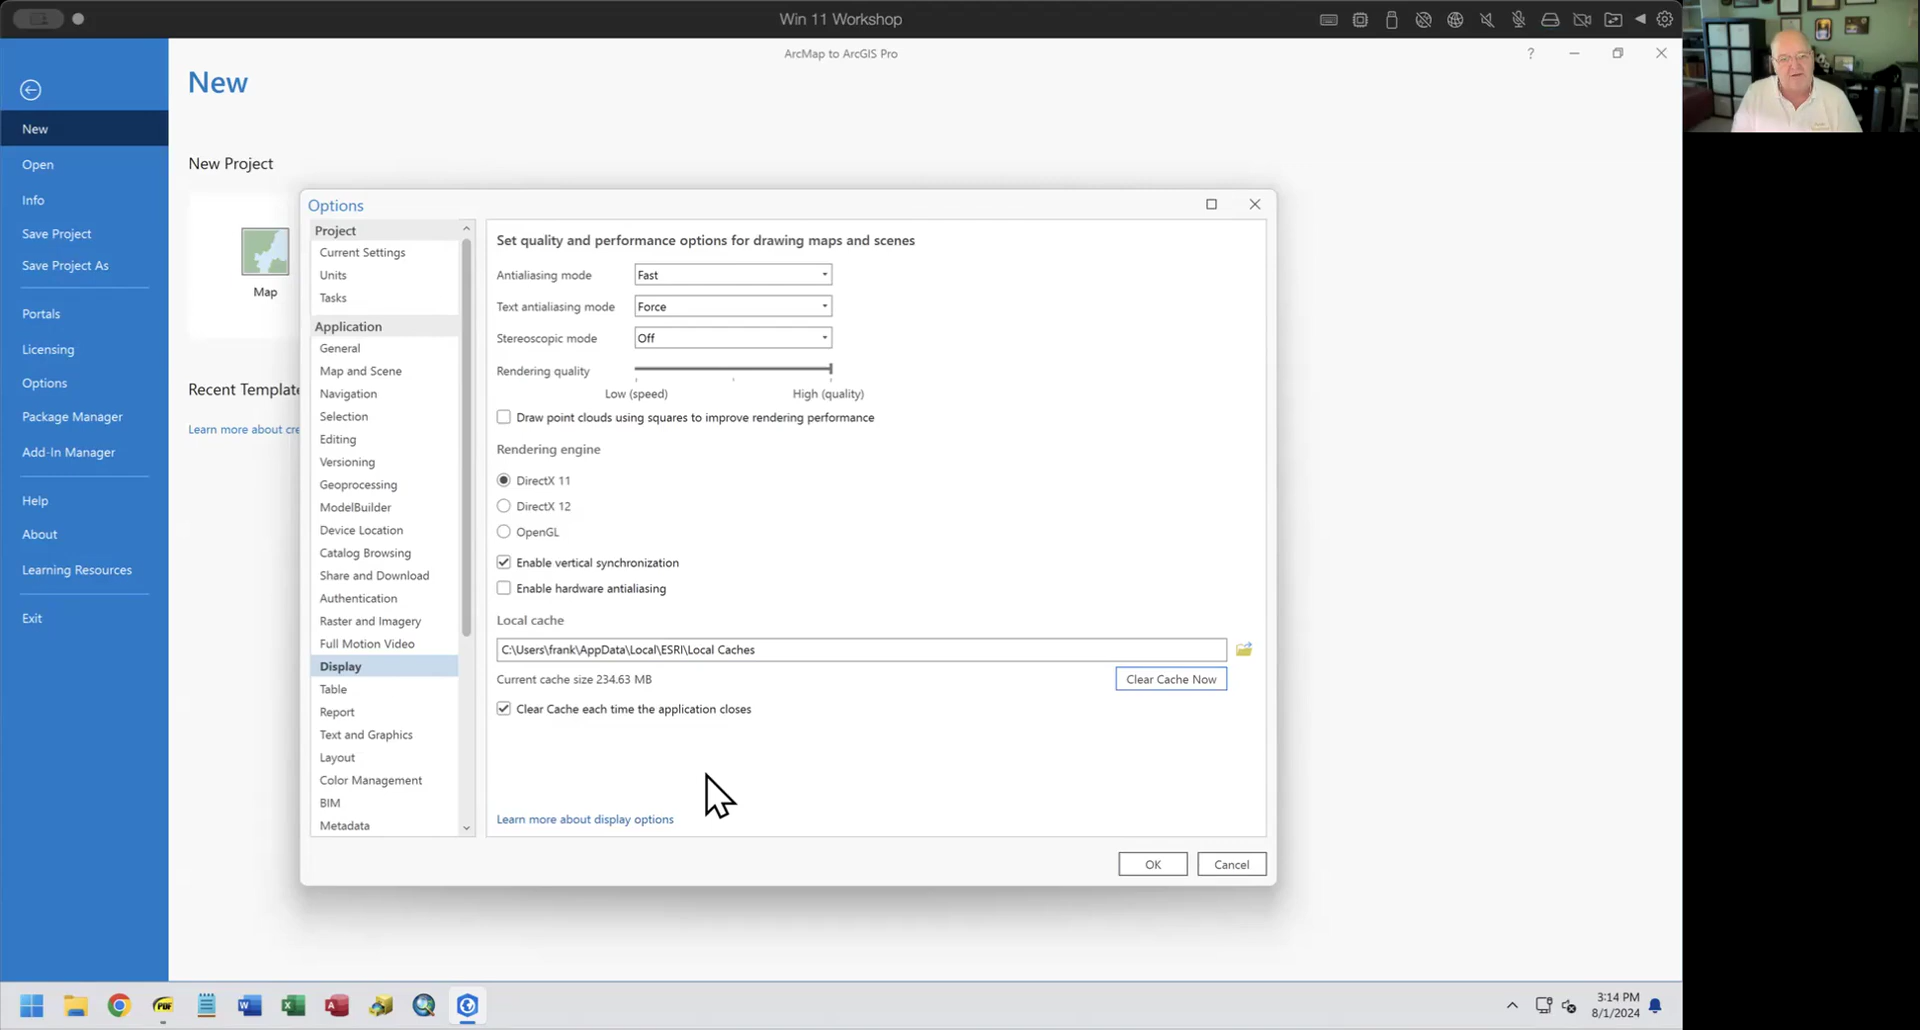 Win 11 Workshop
ArcMap to ArcGIS Pro
?
New
New
Open
Info
Save Project
Save Project As
Portals
Licensing
Options
Package Manager
Add-In Manager
Help
About
Learning Resources
Exit
New Project
Map
Recent Template
Learn more about cre
Options
Project
Current Settings
Units
Tasks
Application
General
Map and Scene
Navigation
Selection
Editing
Versioning
Geoprocessing
ModelBuilder
Device Location
Catalog Browsing
Share and Download
Authentication
Raster and Imagery
Full Motion Video
Display
Table
Report
Text and Graphics
Layout
Color Management
BIM
Metadata
Set quality and performance options for drawing maps and scenes
Antialiasing mode Fast
Text antialiasing mode Force
Stereoscopic mode Off
Rendering quality
Low (speed) High (quality)
Draw point clouds using squares to improve rendering performance
Rendering engine
DirectX 11
DirectX 12
OpenGL
Enable vertical synchronization
Enable hardware antialiasing
Local cache
C:\Users\frank\AppData\Local\ESRI\Local Caches
Current cache size 234.63 MB Clear Cache Now
Clear Cache each time the application closes
Learn more about display options
OK Cancel
PDF
W
X
A
3:14 PM
8/1/2024